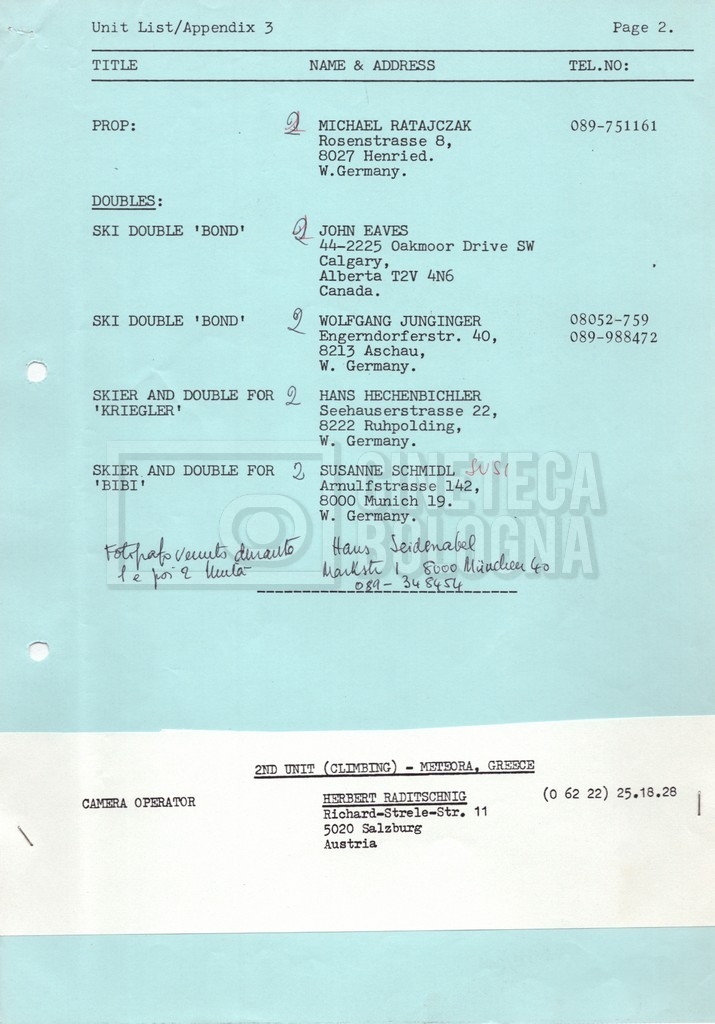 Unit List/Appendix 3 Page 2.
TITLE NAME & ADDRESS TEL.NO:
PROP: 2 MICHAEL RATAJCZAK 089-751161
Rosenstrasse 8,
8027 Henried.
W.Germany.
DOUBLES:
SKI DOUBLE 'BOND' 2 JOHN EAVES
44-2225 Oakmoor Drive SW
Calgary,
Alberta T2V 4N6
Canada.
SKI DOUBLE 'BOND' 2 WOLFGANG JUNGINGER 08052-759
Engerndorferstr. 40, 089-988472
8213 Aschau,
W. Germany.
SKIER AND DOUBLE FOR 2 HANS HECHENBICHLER
'KRIEGLER' Seehauserstrasse 22,
8222 Ruhpolding,
W. Germany.
SKIER AND DOUBLE FOR 2 SUSANNE SCHMIDL SUSI
'BIBI' Arnulfstrasse 142,
8000 Munich 19.
W. Germany.
CINETECA
BOLOGNA
Fotografo venuto durante Hans Seidenabel
1 e poi 2 Unità Markstr 1 8000 München 40
089-348454
2ND UNIT (CLIMBING) - METEORA, GREECE
CAMERA OPERATOR HERBERT RADITSCHNIG (0 62 22) 25.18.28
Richard-Strele-Str. 11
5020 Salzburg
Austria